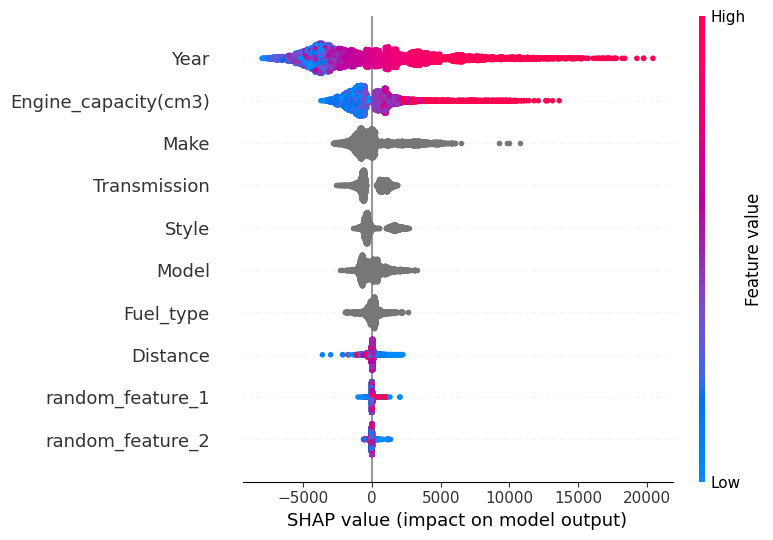 High
Year
Engine_capacity(cm3)
Make
Transmission
Style
Model
Fuel_type
Distance
random_feature_1
random_feature_2
Feature value
Low
−5000 0 5000 10000 15000 20000
SHAP value (impact on model output)